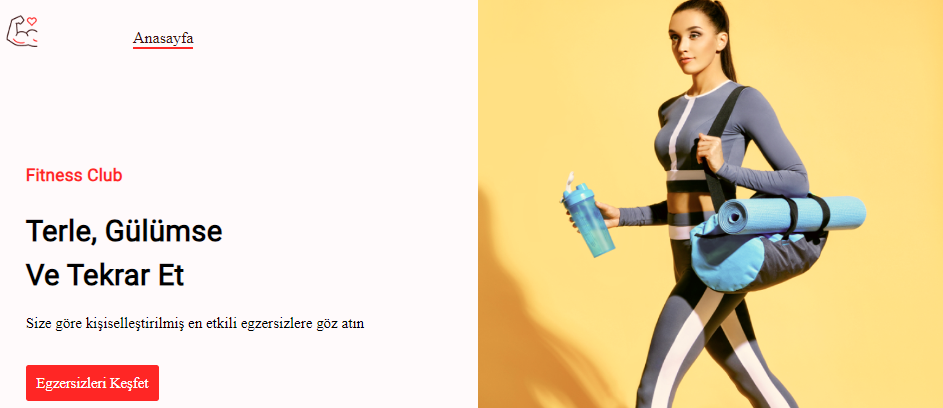 Anasayfa
Fitness Club
Terle, Gülümse
Ve Tekrar Et
Size göre kişiselleştirilmiş en etkili egzersizlere göz atın
Egzersizleri Keşfet